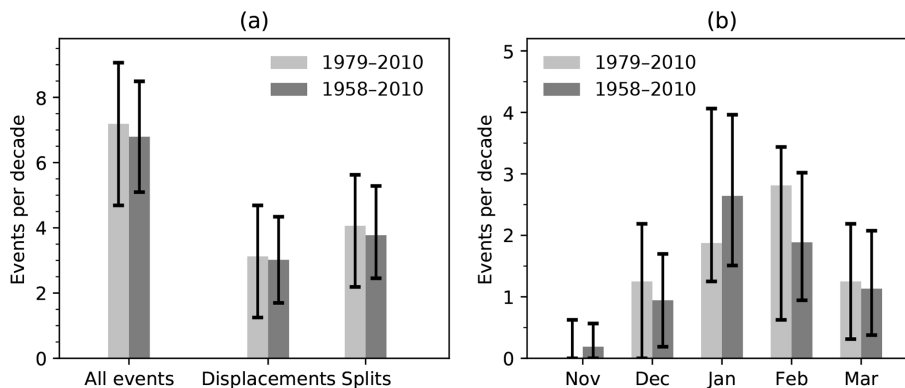 (a)
Events per decade
8
6
4
2
0
1979–2010
1958–2010
All events Displacements Splits
(b)
Events per decade
5
4
3
2
1
0
1979–2010
1958–2010
Nov Dec Jan Feb Mar